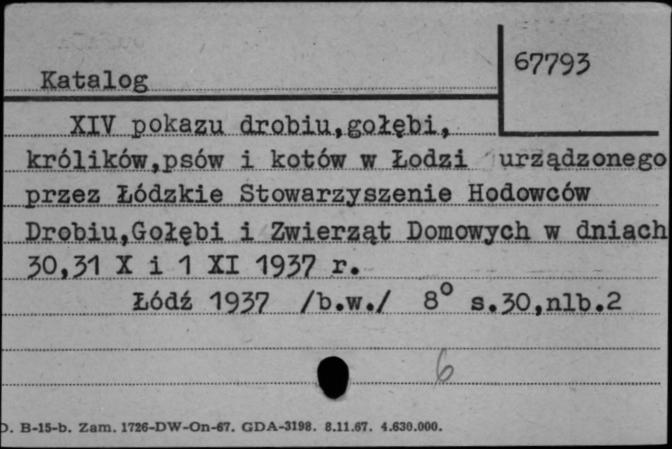 67793
Katalog
XIV pokazu drobiu,gołębi,
królików,psów i kotów w Łodzi urządzonego
przez Łódzkie Stowarzyszenie Hodowców
Drobiu,Gołębi i Zwierząt Domowych w dniach
30,31 X i 1 XI 1937 r.
Łódź 1937 /b.w./ 8° s.30,nlb.2
6
D. B-15-b. Zam. 1726-DW-On-67. GDA-3198. 8.11.67. 4.630.000.